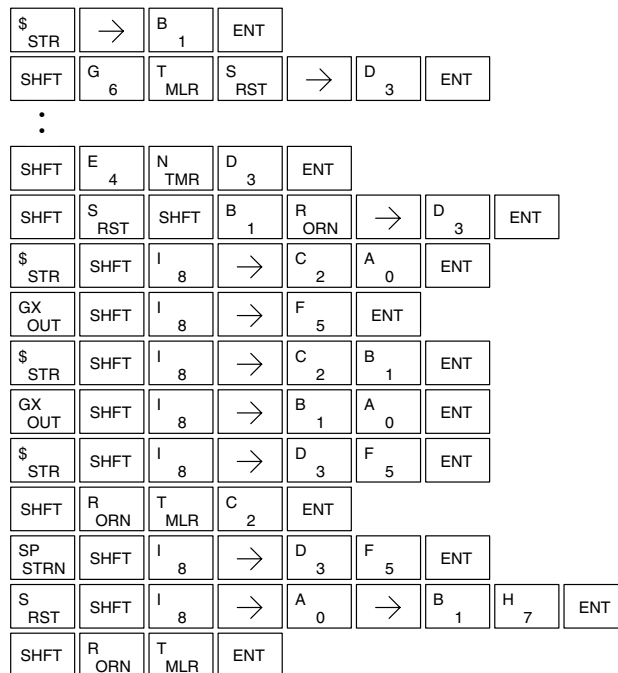 $ STR → B 1 ENT
SHFT G 6 T MLR S RST → D 3 ENT
SHFT E 4 N TMR D 3 ENT
SHFT S RST SHFT B 1 R ORN → D 3 ENT
$ STR SHFT I 8 → C 2 A 0 ENT
GX OUT SHFT I 8 → F 5 ENT
$ STR SHFT I 8 → C 2 B 1 ENT
GX OUT SHFT I 8 → B 1 A 0 ENT
$ STR SHFT I 8 → D 3 F 5 ENT
SHFT R ORN T MLR C 2 ENT
SP STRN SHFT I 8 → D 3 F 5 ENT
S RST SHFT I 8 → A 0 → B 1 H 7 ENT
SHFT R ORN T MLR ENT